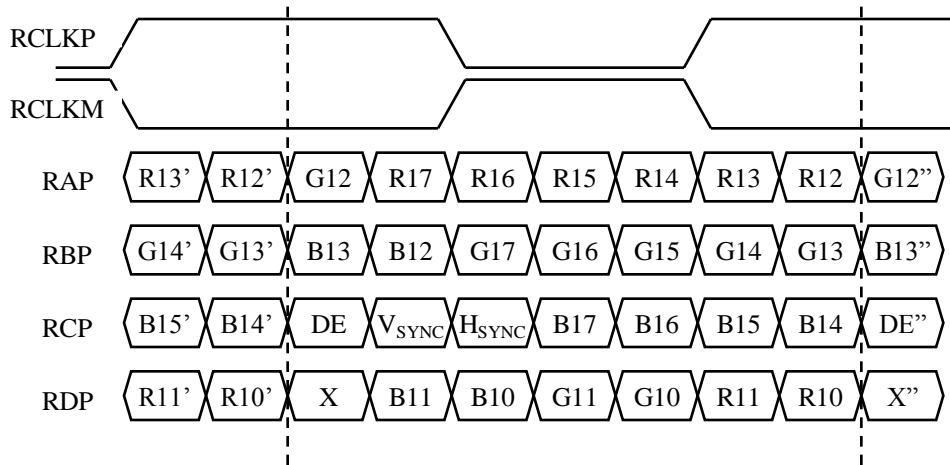 RCLKP
RCLKM
RAP R13’ R12’ G12 R17 R16 R15 R14 R13 R12 G12”
RBP G14’ G13’ B13 B12 G17 G16 G15 G14 G13 B13”
RCP B15’ B14’ DE VSYNC HSYNC B17 B16 B15 B14 DE”
RDP R11’ R10’ X B11 B10 G11 G10 R11 R10 X”